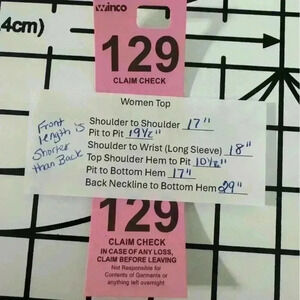 winco
.4cm)
129
CLAIM CHECK
Women Top
Front length is Shorter than Back
Shoulder to Shoulder 17"
Pit to Pit 19 1/2"
Shoulder to Wrist (Long Sleeve) 18"
Top Shoulder Hem to Pit 10 1/2"
Pit to Bottom Hem 17"
Back Neckline to Bottom Hem 29"
129
CLAIM CHECK
IN CASE OF ANY LOSS,
CLAIM BEFORE LEAVING
Not Responsible for
Contents of Garments or
anything left overnight